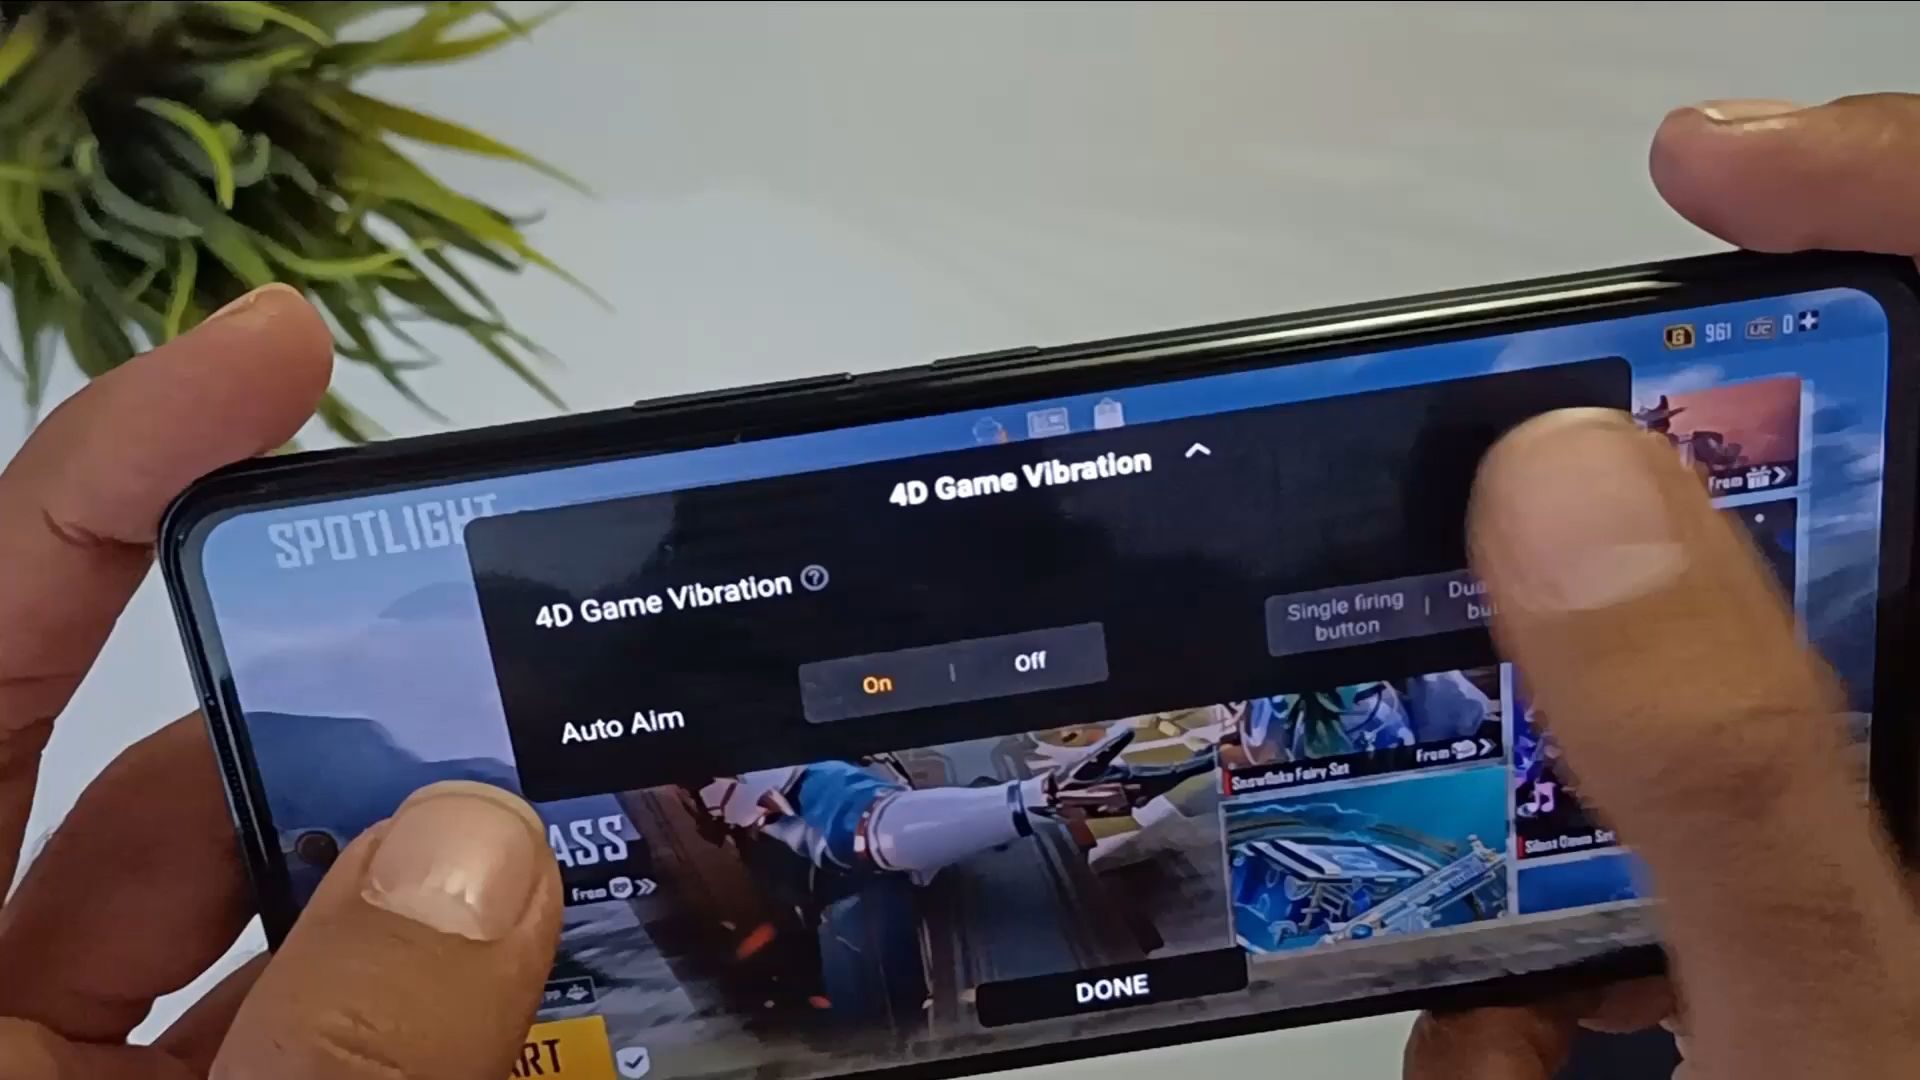 961 UC 0
SPOTLIGHT
4D Game Vibration
From
4D Game Vibration ?
Single firing
button
On | Off
Auto Aim
From
Snowflake Fairy Set
ASS
From
DONE